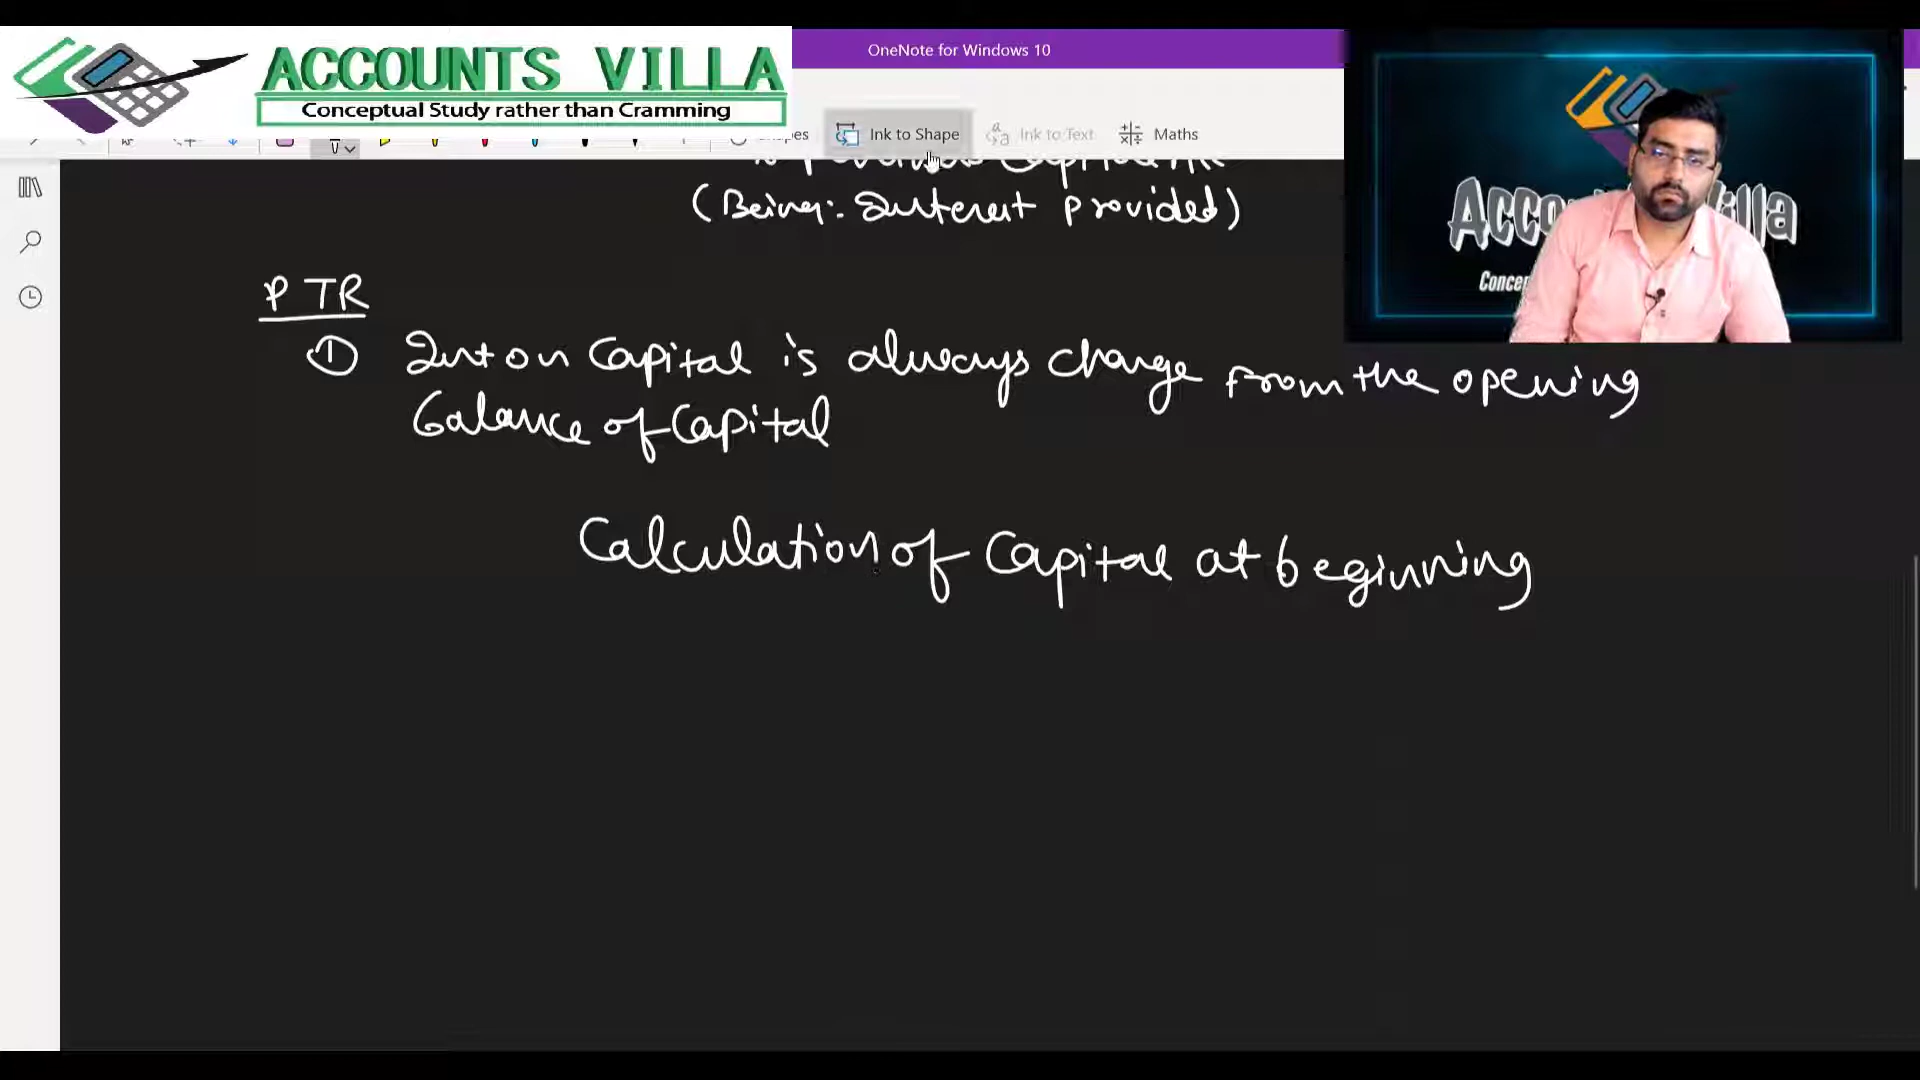 ACCOUNTS VILLA
Conceptual Study rather than Cramming
OneNote for Windows 10
Ink to Shape
Ink to Text
Maths
(Being:- Interest provided)
PTR
① Int on Capital is always charge from the opening
balance of Capital
Calculation of Capital at beginning